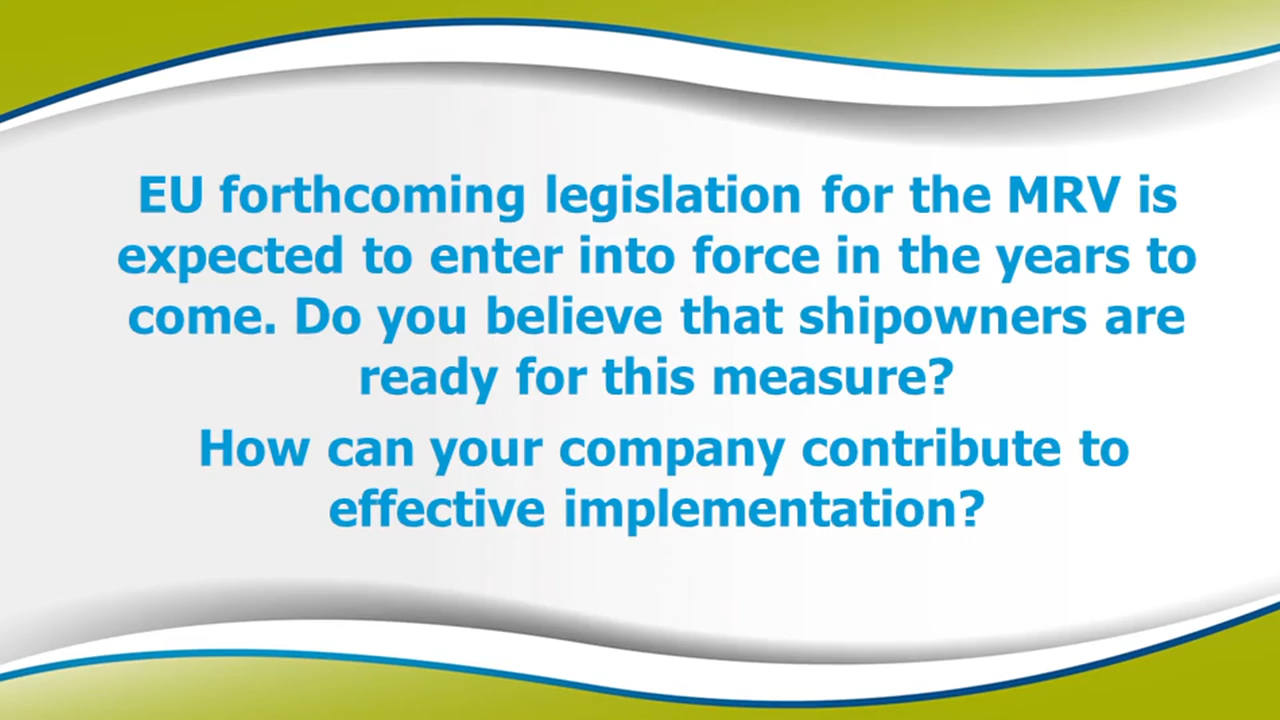 EU forthcoming legislation for the MRV is
expected to enter into force in the years to
come. Do you believe that shipowners are
ready for this measure?
How can your company contribute to
effective implementation?